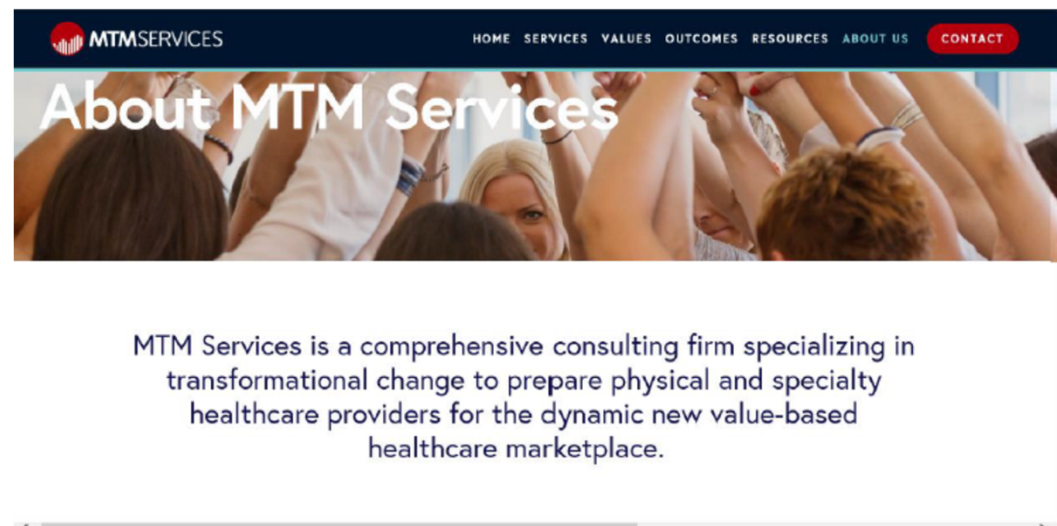 MTMSERVICES
HOME SERVICES VALUES OUTCOMES RESOURCES ABOUT US CONTACT
About MTM Services
MTM Services is a comprehensive consulting firm specializing in
transformational change to prepare physical and specialty
healthcare providers for the dynamic new value-based
healthcare marketplace.